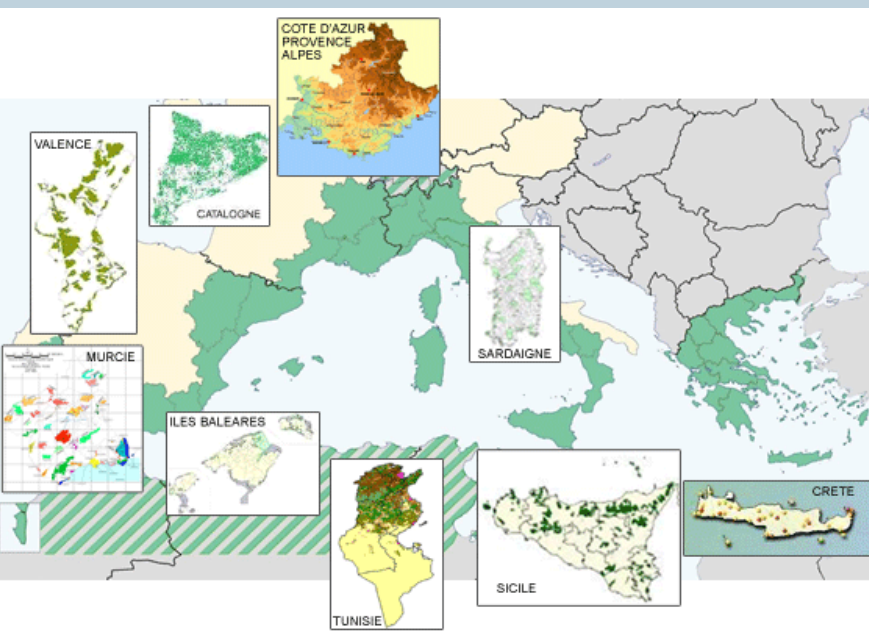 COTE D'AZUR
PROVENCE
ALPES
VALENCE
CATALOGNE
SARDAIGNE
MURCIE
ILES BALEARES
CRETE
SICILE
TUNISIE